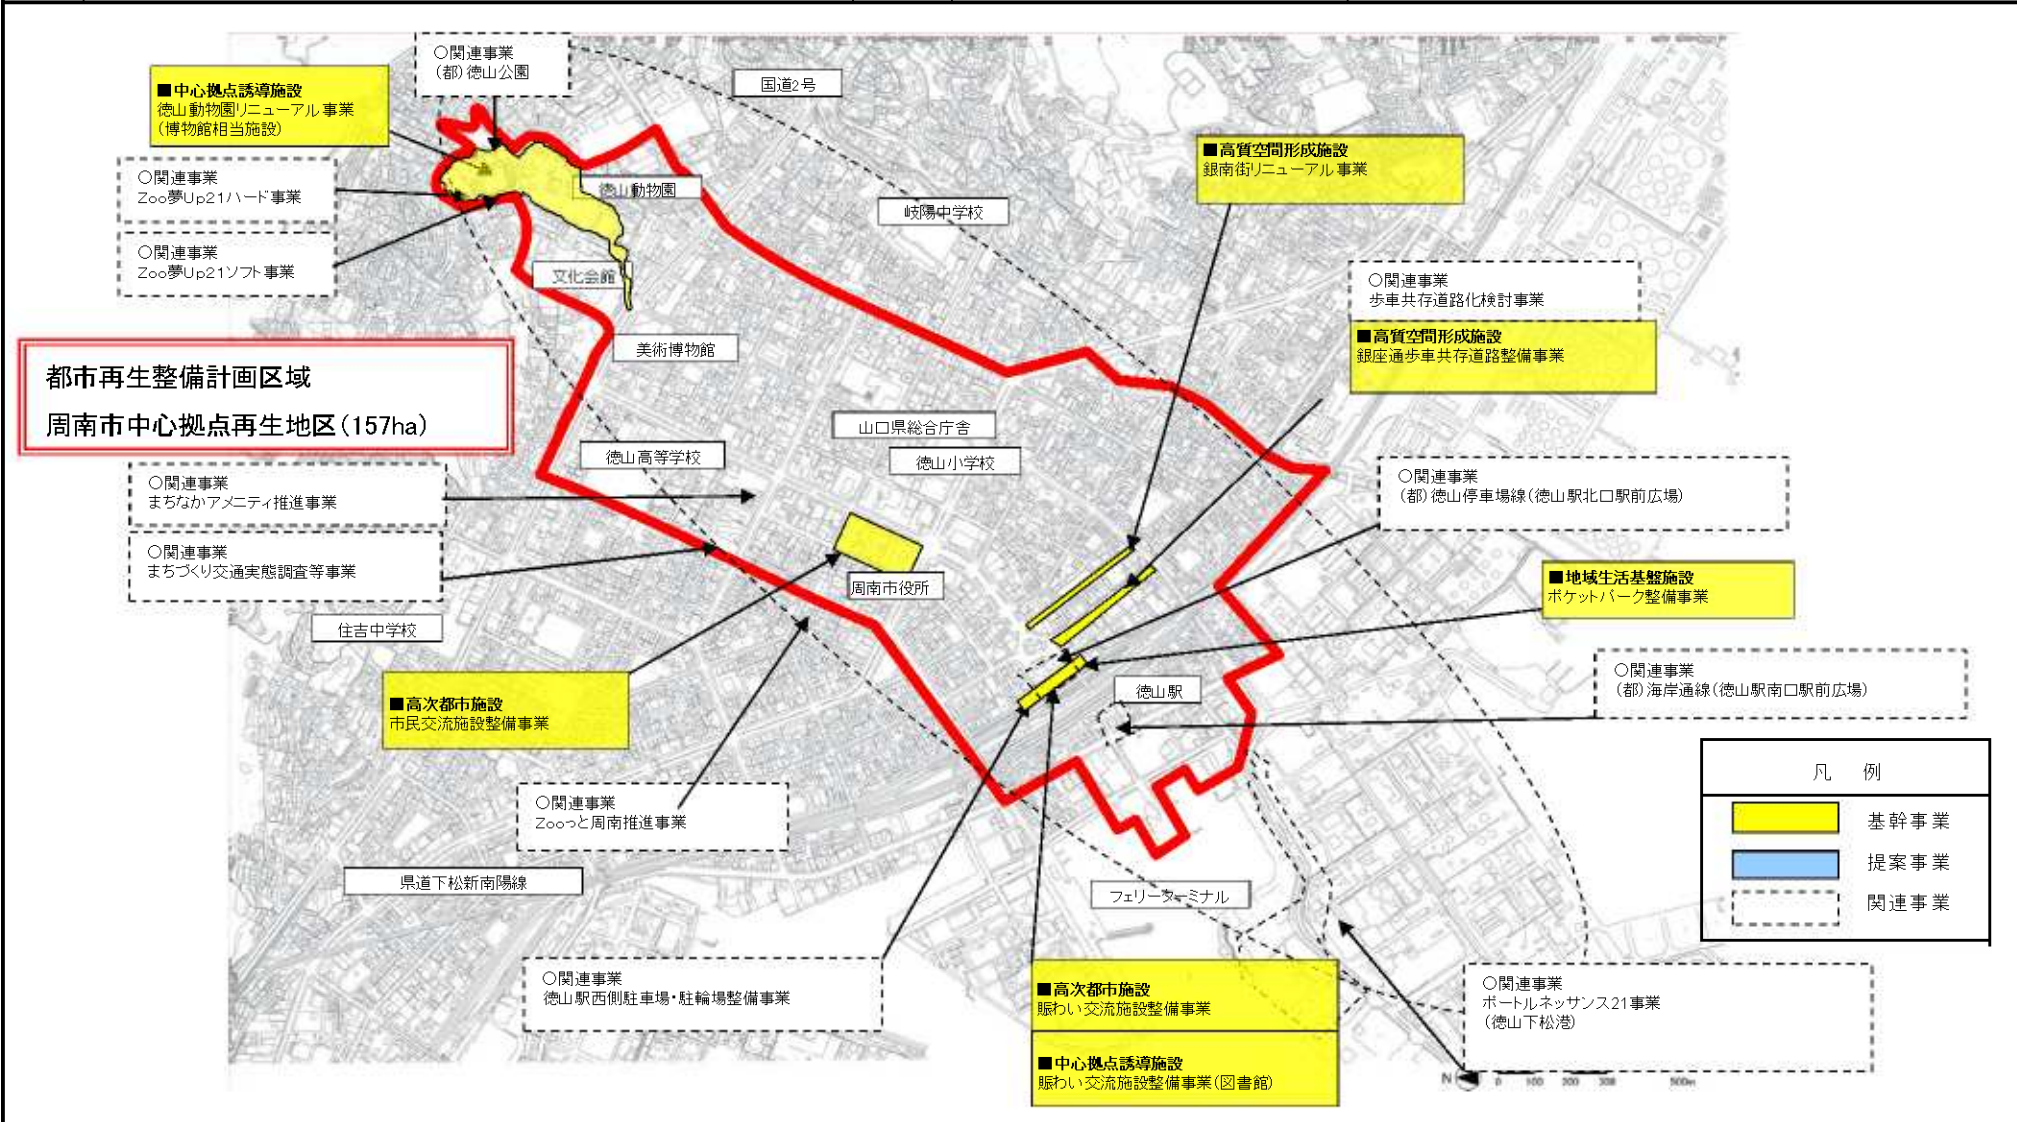 ○関連事業
(都)徳山公園
■中心拠点誘導施設
徳山動物園リニューアル事業
(博物館相当施設)
国道2号
○関連事業
Zoo夢Up21ハード事業
徳山動物園
■高質空間形成施設
銀南街リニューアル事業
岐陽中学校
○関連事業
Zoo夢Up21ソフト事業
文化会館
○関連事業
歩車共存道路化検討事業
■高質空間形成施設
銀座通歩車共存道路整備事業
美術博物館
都市再生整備計画区域
周南市中心拠点再生地区(157ha)
山口県総合庁舎
徳山高等学校
徳山小学校
○関連事業
まちなかアメニティ推進事業
○関連事業
(都)徳山停車場線(徳山駅北口駅前広場)
○関連事業
まちづくり交通実態調査等事業
周南市役所
■地域生活基盤施設
ポケットパーク整備事業
住吉中学校
○関連事業
(都)海岸通線(徳山駅南口駅前広場)
■高次都市施設
市民交流施設整備事業
徳山駅
○関連事業
Zooっと周南推進事業
凡 例
基幹事業
提案事業
関連事業
県道下松新南陽線
フェリーターミナル
○関連事業
徳山駅西側駐車場・駐輪場整備事業
■高次都市施設
賑わい交流施設整備事業
■中心拠点誘導施設
賑わい交流施設整備事業(図書館)
○関連事業
ポートルネッサンス21事業
(徳山下松港)
N 0 100 200 300 500m